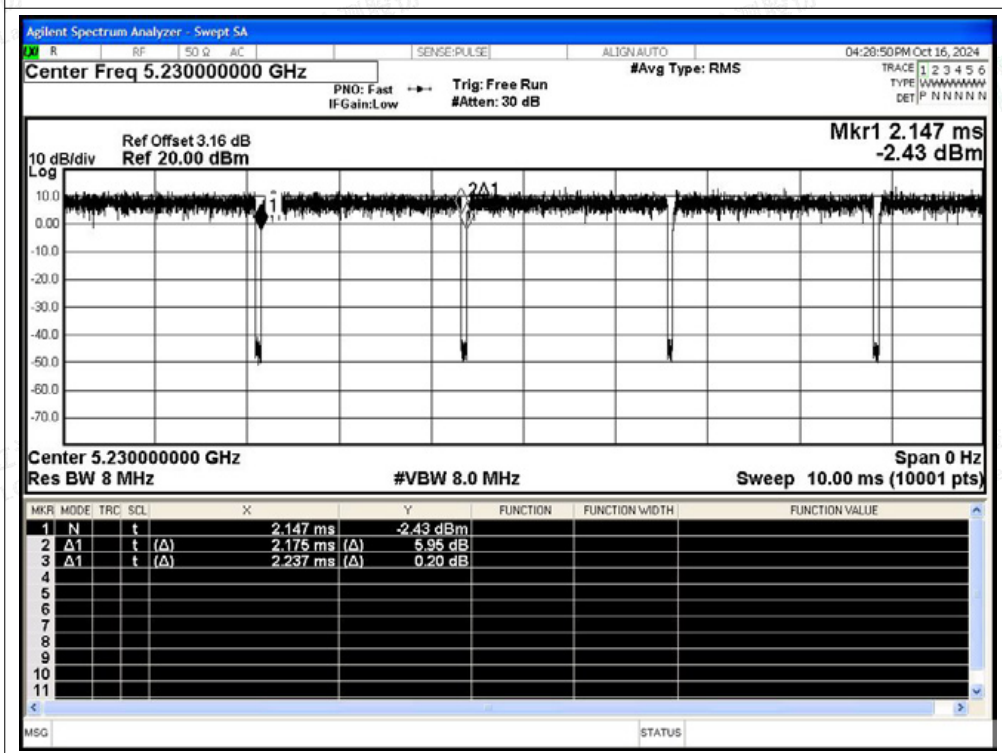 Agilent Spectrum Analyzer - Swept SA
R RF 50 Ω AC SENSE:PULSE ALIGN AUTO 04:28:50 PM Oct 16, 2024
Center Freq 5.230000000 GHz #Avg Type: RMS TRACE 1 2 3 4 5 6
PNO: Fast Trig: Free Run TYPE WWWWWW
IFGain:Low #Atten: 30 dB DET P N N N N N
Mkr1 2.147 ms
Ref Offset 3.16 dB
10 dB/div Ref 20.00 dBm -2.43 dBm
Log
10.0
0.00
-10.0
-20.0
-30.0
-40.0
-50.0
-60.0
-70.0
1
2Δ1
Center 5.230000000 GHz Span 0 Hz
Res BW 8 MHz #VBW 8.0 MHz Sweep 10.00 ms (10001 pts)
MKR MODE TRC SCL X Y FUNCTION FUNCTION WIDTH FUNCTION VALUE
1 N t 2.147 ms -2.43 dBm
2 Δ1 t (Δ) 2.175 ms (Δ) 5.95 dB
3 Δ1 t (Δ) 2.237 ms (Δ) 0.20 dB
4
5
6
7
8
9
10
11
MSG STATUS